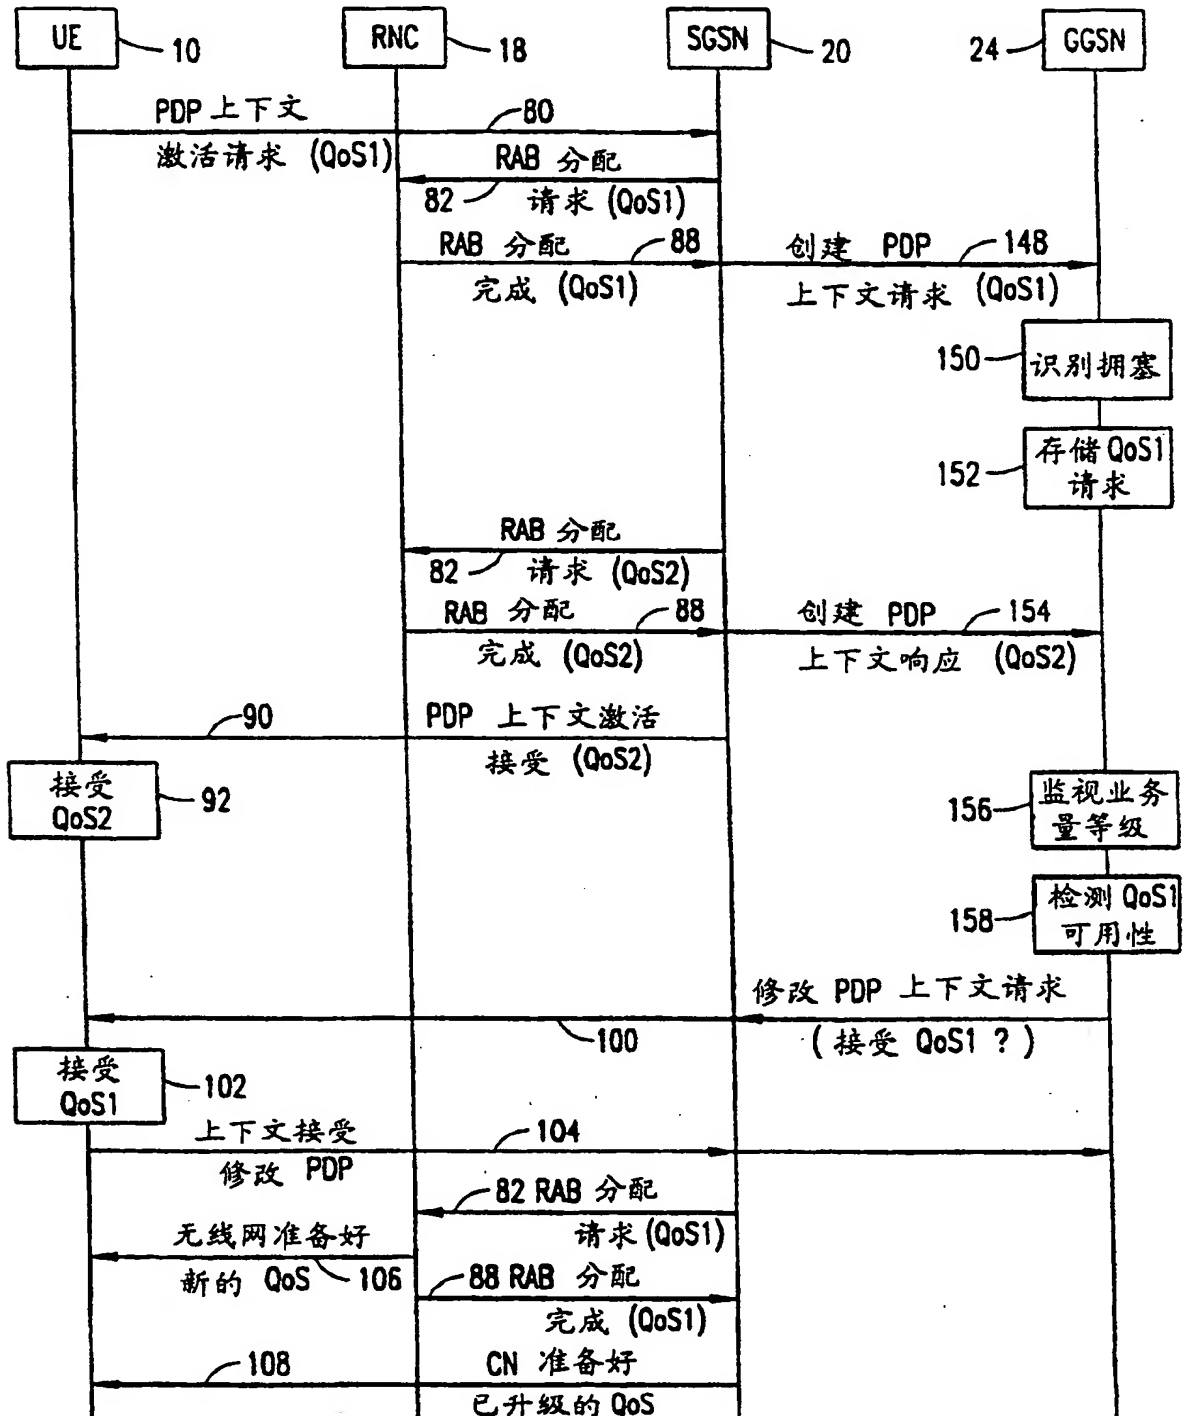 UE
10
RNC
18
SGSN
20
24
GGSN
PDP 上下文
80
激活请求 (QoS1)
RAB 分配
82
请求 (QoS1)
RAB 分配
88
完成 (QoS1)
创建 PDP
148
上下文请求 (QoS1)
150
识别拥塞
152
存储 QoS1
请求
RAB 分配
82
请求 (QoS2)
RAB 分配
88
完成 (QoS2)
创建 PDP
154
上下文响应 (QoS2)
90
PDP 上下文激活
接受 (QoS2)
接受
QoS2
92
156
监视业务
量等级
158
检测 QoS1
可用性
修改 PDP 上下文请求
100
(接受 QoS1 ?)
接受
QoS1
102
上下文接受
104
修改 PDP
82 RAB 分配
请求 (QoS1)
无线网准备好
新的 QoS
106
88 RAB 分配
完成 (QoS1)
108
CN 准备好
已升级的 QoS